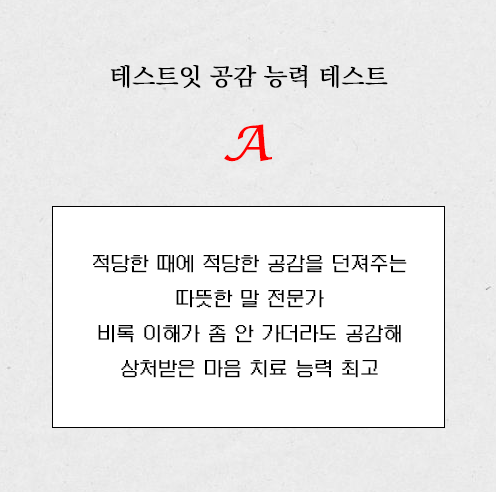 테스트잇 공감 능력 테스트
A
적당한 때에 적당한 공감을 던져주는
따뜻한 말 전문가
비록 이해가 좀 안 가더라도 공감해
상처받은 마음 치료 능력 최고